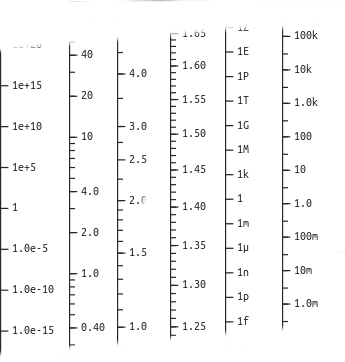 1e+20
1e+15
1e+10
1e+5
1
1.0e-5
1.0e-10
1.0e-15
40
20
10
4.0
2.0
1.0
0.40
4.0
3.0
2.5
2.0
1.5
1.0
1.65
1.60
1.55
1.50
1.45
1.40
1.35
1.30
1.25
1Z
1E
1P
1T
1G
1M
1k
1
1m
1µ
1n
1p
1f
100k
10k
1.0k
100
10
1.0
100m
10m
1.0m